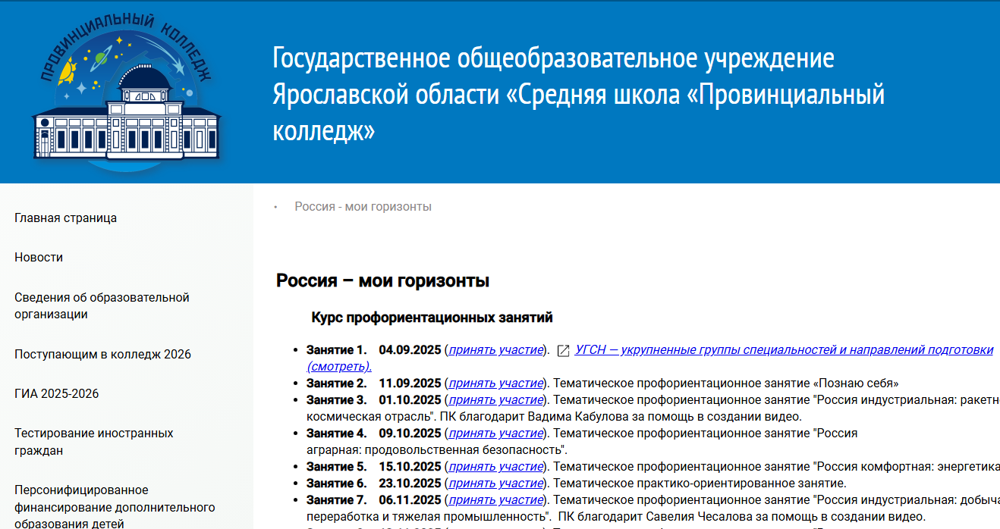 ПРОВИНЦИАЛЬНЫЙ КОЛЛЕДЖ
Государственное общеобразовательное учреждение
Ярославской области «Средняя школа «Провинциальный
колледж»
Главная страница
Новости
Сведения об образовательной
организации
Поступающим в колледж 2026
ГИА 2025-2026
Тестирование иностранных
граждан
Персонифицированное
финансирование дополнительного
образования детей
• Россия - мои горизонты
Россия – мои горизонты
Курс профориентационных занятий
• Занятие 1. 04.09.2025 (принять участие). УГСН — укрупненные группы специальностей и направлений подготовки
(смотреть).
• Занятие 2. 11.09.2025 (принять участие). Тематическое профориентационное занятие «Познаю себя»
• Занятие 3. 01.10.2025 (принять участие). Тематическое профориентационное занятие "Россия индустриальная: ракетно
космическая отрасль". ПК благодарит Вадима Кабулова за помощь в создании видео.
• Занятие 4. 09.10.2025 (принять участие). Тематическое профориентационное занятие "Россия
аграрная: продовольственная безопасность".
• Занятие 5. 15.10.2025 (принять участие). Тематическое профориентационное занятие "Россия комфортная: энергетика
• Занятие 6. 23.10.2025 (принять участие). Тематическое практико-ориентированное занятие.
• Занятие 7. 06.11.2025 (принять участие). Тематическое профориентационное занятие "Россия индустриальная: добыча
переработка и тяжелая промышленность". ПК благодарит Савелия Чесалова за помощь в создании видео.